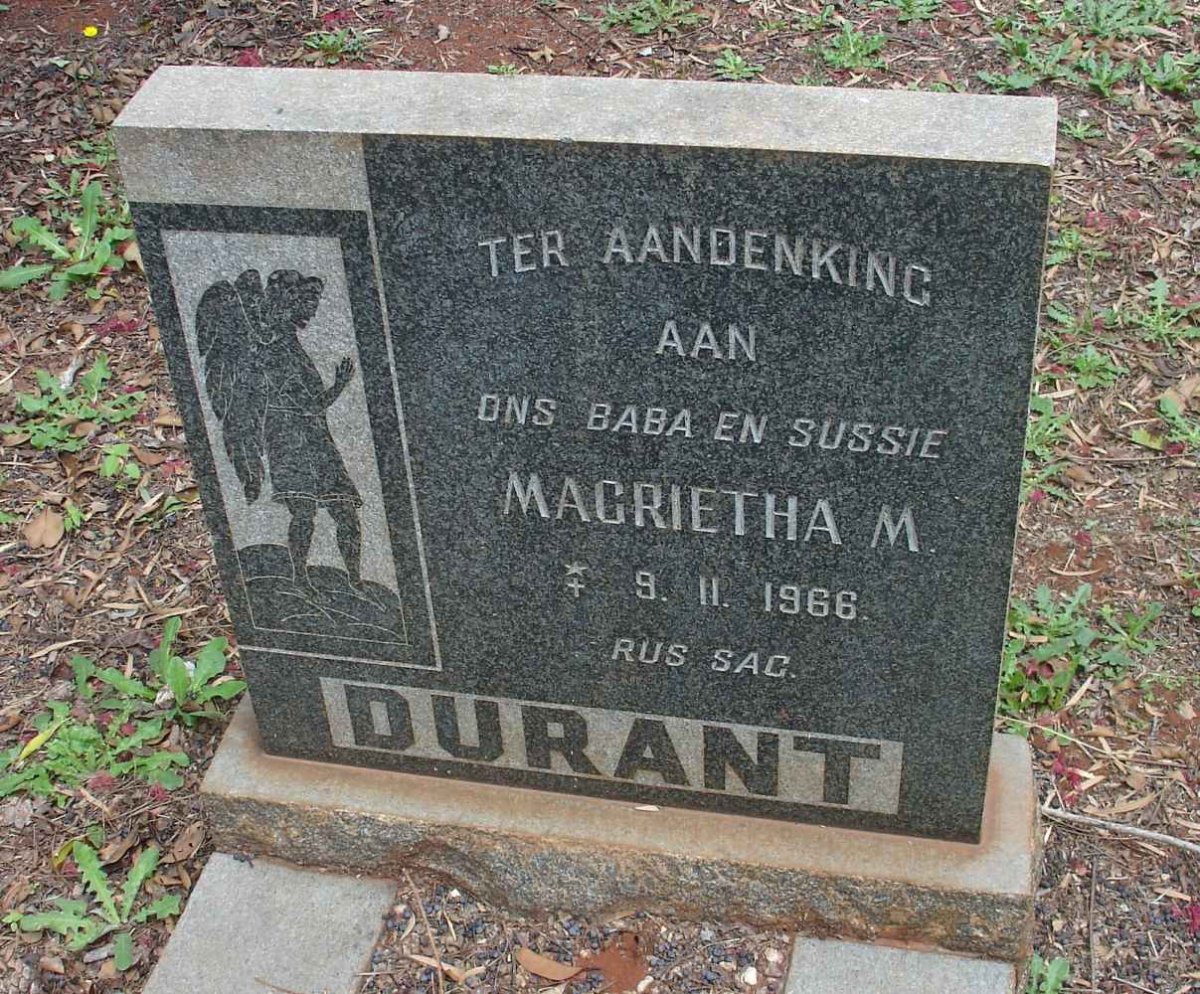 TER AANDENKING
AAN
ONS BABA EN SUSSIE
MAGRIETHA M.
9. 11. 1966.
RUS SAG.
DURANT